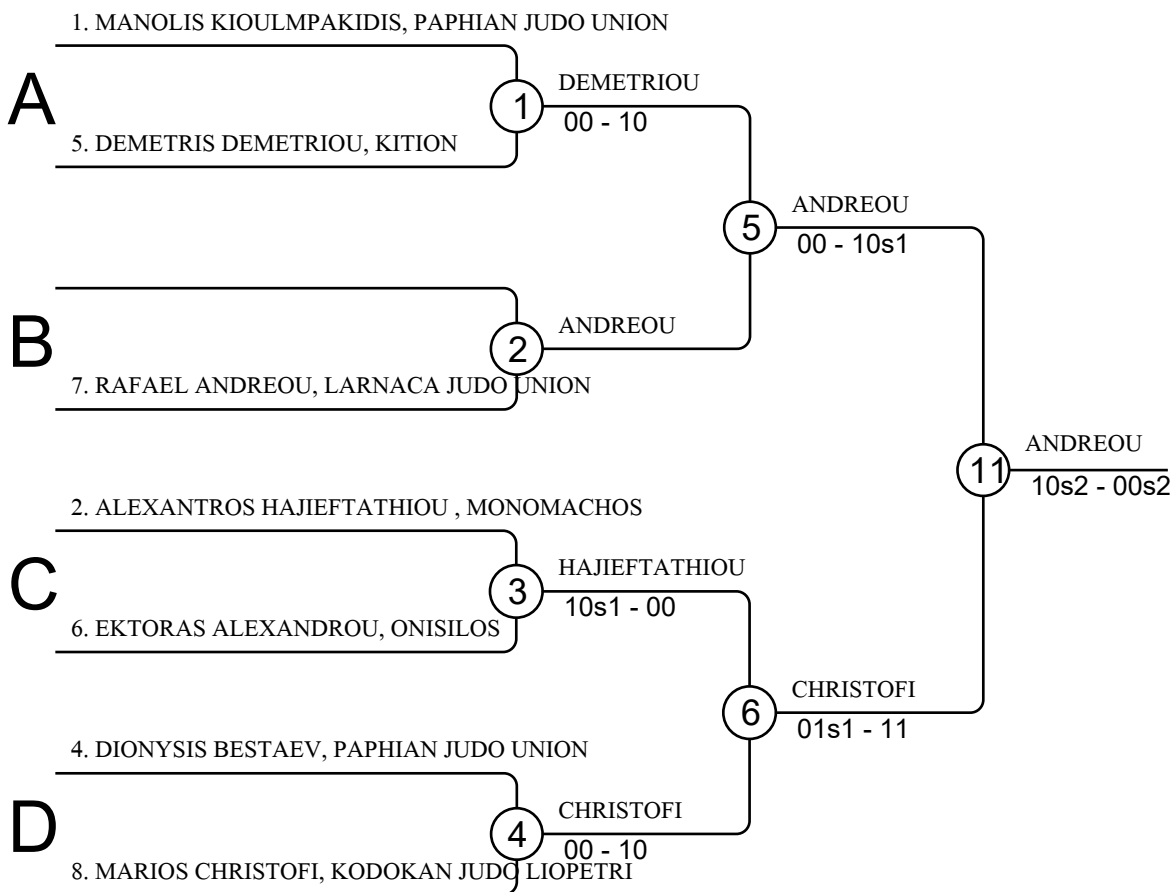 1. MANOLIS KIOULMPAKIDIS, PAPHIAN JUDO UNION
A
1
DEMETRIOU
00 - 10
5. DEMETRIS DEMETRIOU, KITION
5
ANDREOU
00 - 10s1
B
2
ANDREOU
7. RAFAEL ANDREOU, LARNACA JUDO UNION
11
ANDREOU
10s2 - 00s2
2. ALEXANTROS HAJIEFTATHIOU , MONOMACHOS
C
3
HAJIEFTATHIOU
10s1 - 00
6. EKTORAS ALEXANDROU, ONISILOS
6
CHRISTOFI
01s1 - 11
4. DIONYSIS BESTAEV, PAPHIAN JUDO UNION
D
4
CHRISTOFI
00 - 10
8. MARIOS CHRISTOFI, KODOKAN JUDO LIOPETRI